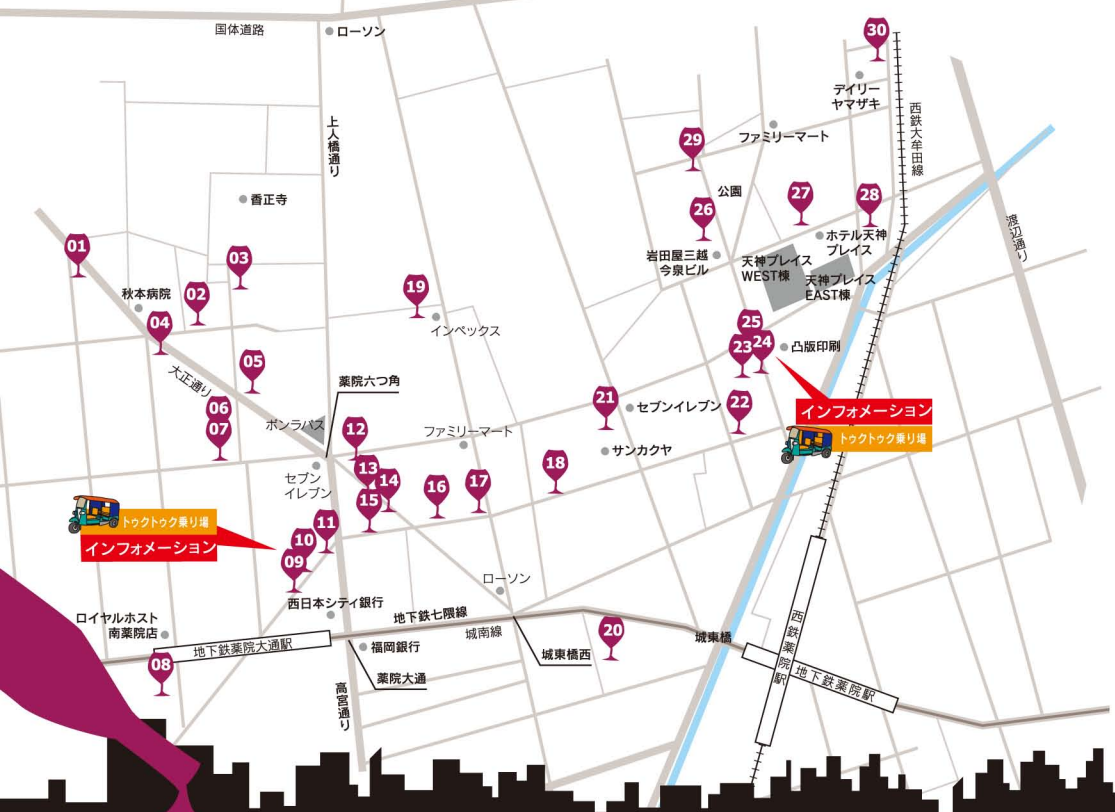 国体道路
ローソン
30
デイリー
ヤマザキ
西鉄大牟田線
上人橋通り
ファミリーマート
29
香正寺
公園
27
28
26
01
渡辺通り
ホテル天神
プレイス
03
岩田屋三越
今泉ビル
天神プレイス
WEST棟
天神プレイス
EAST棟
秋本病院
02
19
04
インペックス
25
24
23
凸版印刷
05
大正通り
薬院六つ角
06
07
ボンラパス
21
セブンイレブン
22
インフォメーション
トゥクトゥク乗り場
12
ファミリーマート
サンカクヤ
セブン
イレブン
13
14
15
16
17
18
トゥクトゥク乗り場
インフォメーション
11
10
09
ローソン
西日本シティ銀行
ロイヤルホスト
南薬院店
地下鉄七隈線
城南線
20
城東橋
西鉄薬院駅
地下鉄薬院大通駅
福岡銀行
城東橋西
08
薬院大通
地下鉄薬院駅
高宮通り